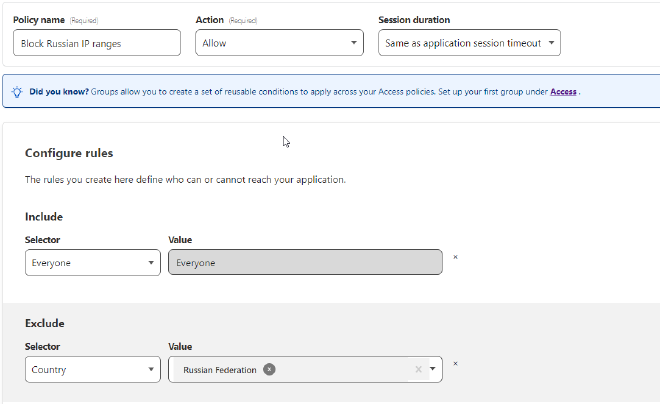 Policy name (Required) Action (Required) Session duration
Block Russian IP ranges Allow Same as application session timeout
Did you know? Groups allow you to create a set of reusable conditions to apply across your Access policies. Set up your first group under Access .
Configure rules
The rules you create here define who can or cannot reach your application.
Include
Selector Value
Everyone Everyone
Exclude
Selector Value
Country Russian Federation